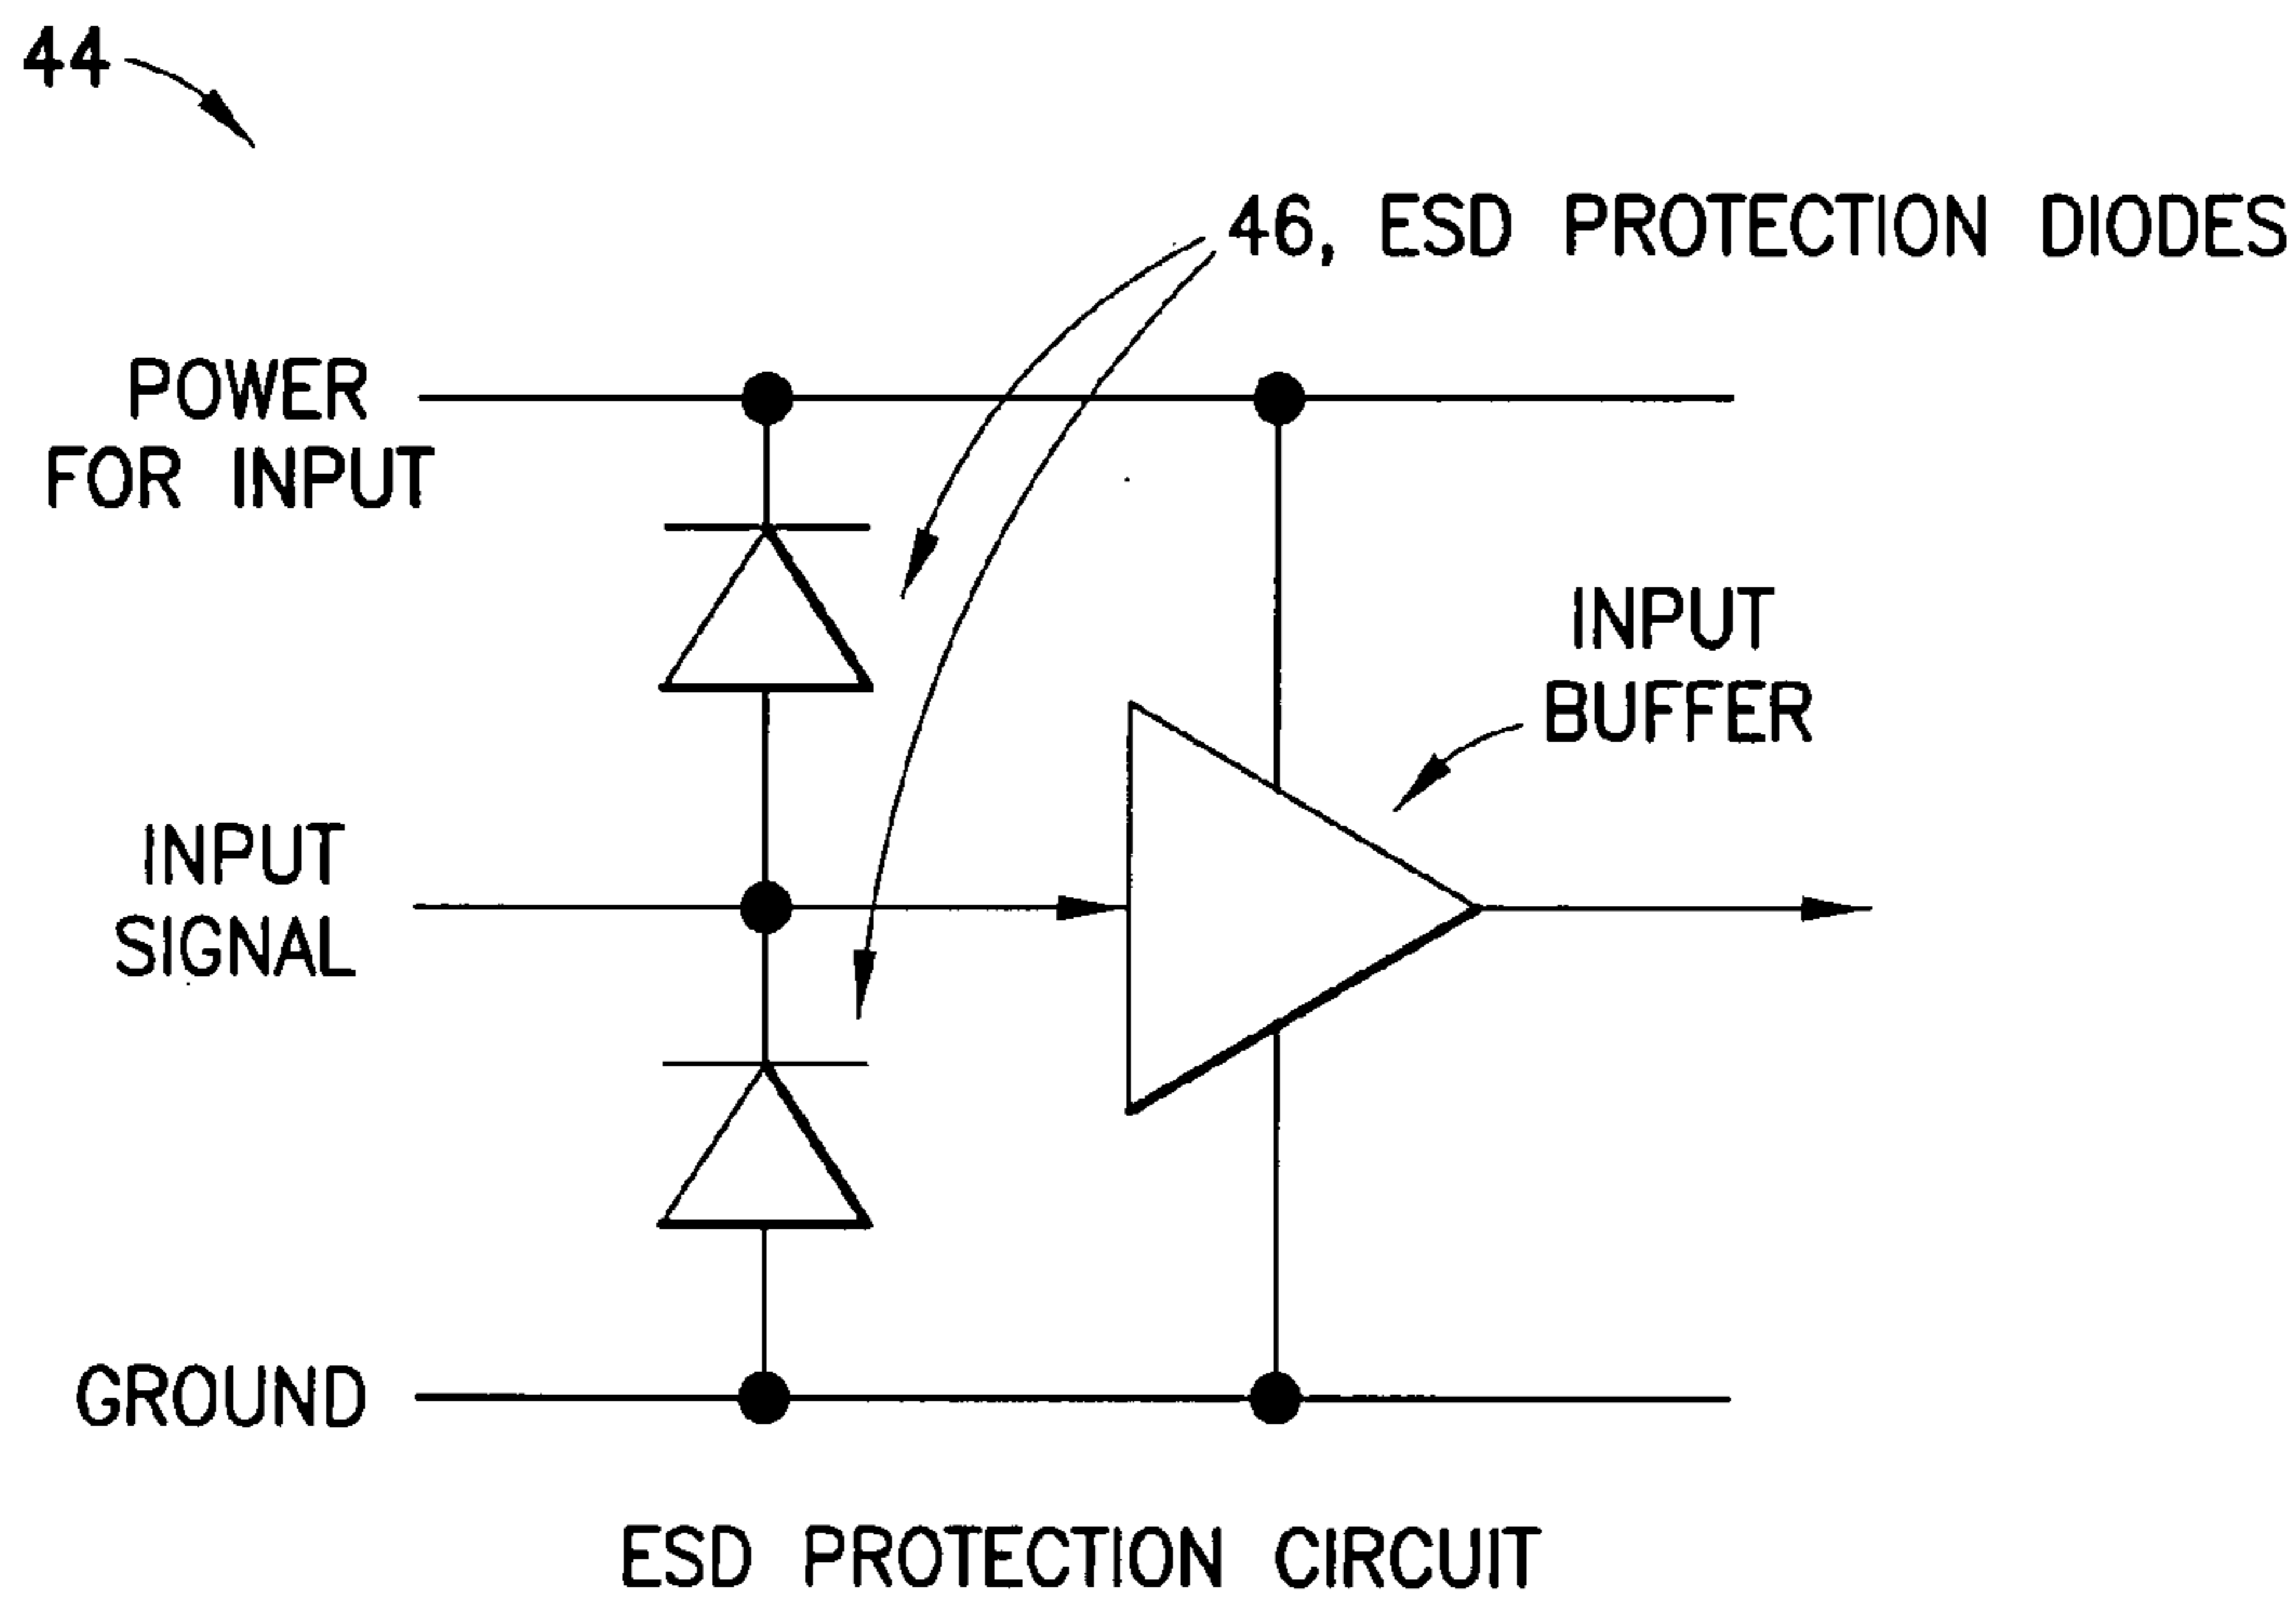 44
46, ESD PROTECTION DIODES
POWER
FOR INPUT
INPUT
BUFFER
INPUT
SIGNAL
GROUND
ESD PROTECTION CIRCUIT